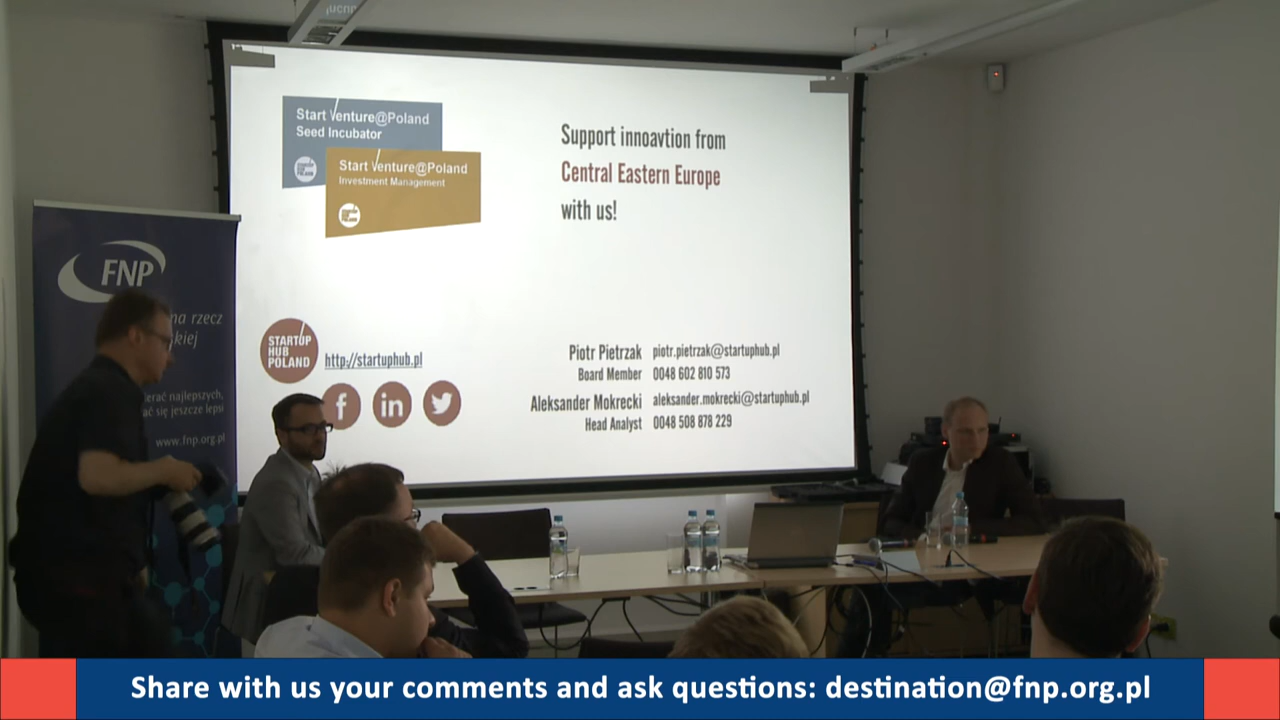 Start Venture@Poland
Seed Incubator
Start Venture@Poland
Investment Management
Support innoavtion from
Central Eastern Europe
with us!
FNP
na rzecz
skiej
erać najlepszych,
ać się jeszcze lepsi
www.fnp.org.pl
STARTUP
HUB
POLAND
http://startuphub.pl
f
in
Piotr Pietrzak piotr.pietrzak@startuphub.pl
Board Member 0048 602 810 573
Aleksander Mokrecki aleksander.mokrecki@startuphub.pl
Head Analyst 0048 508 878 229
Share with us your comments and ask questions: destination@fnp.org.pl